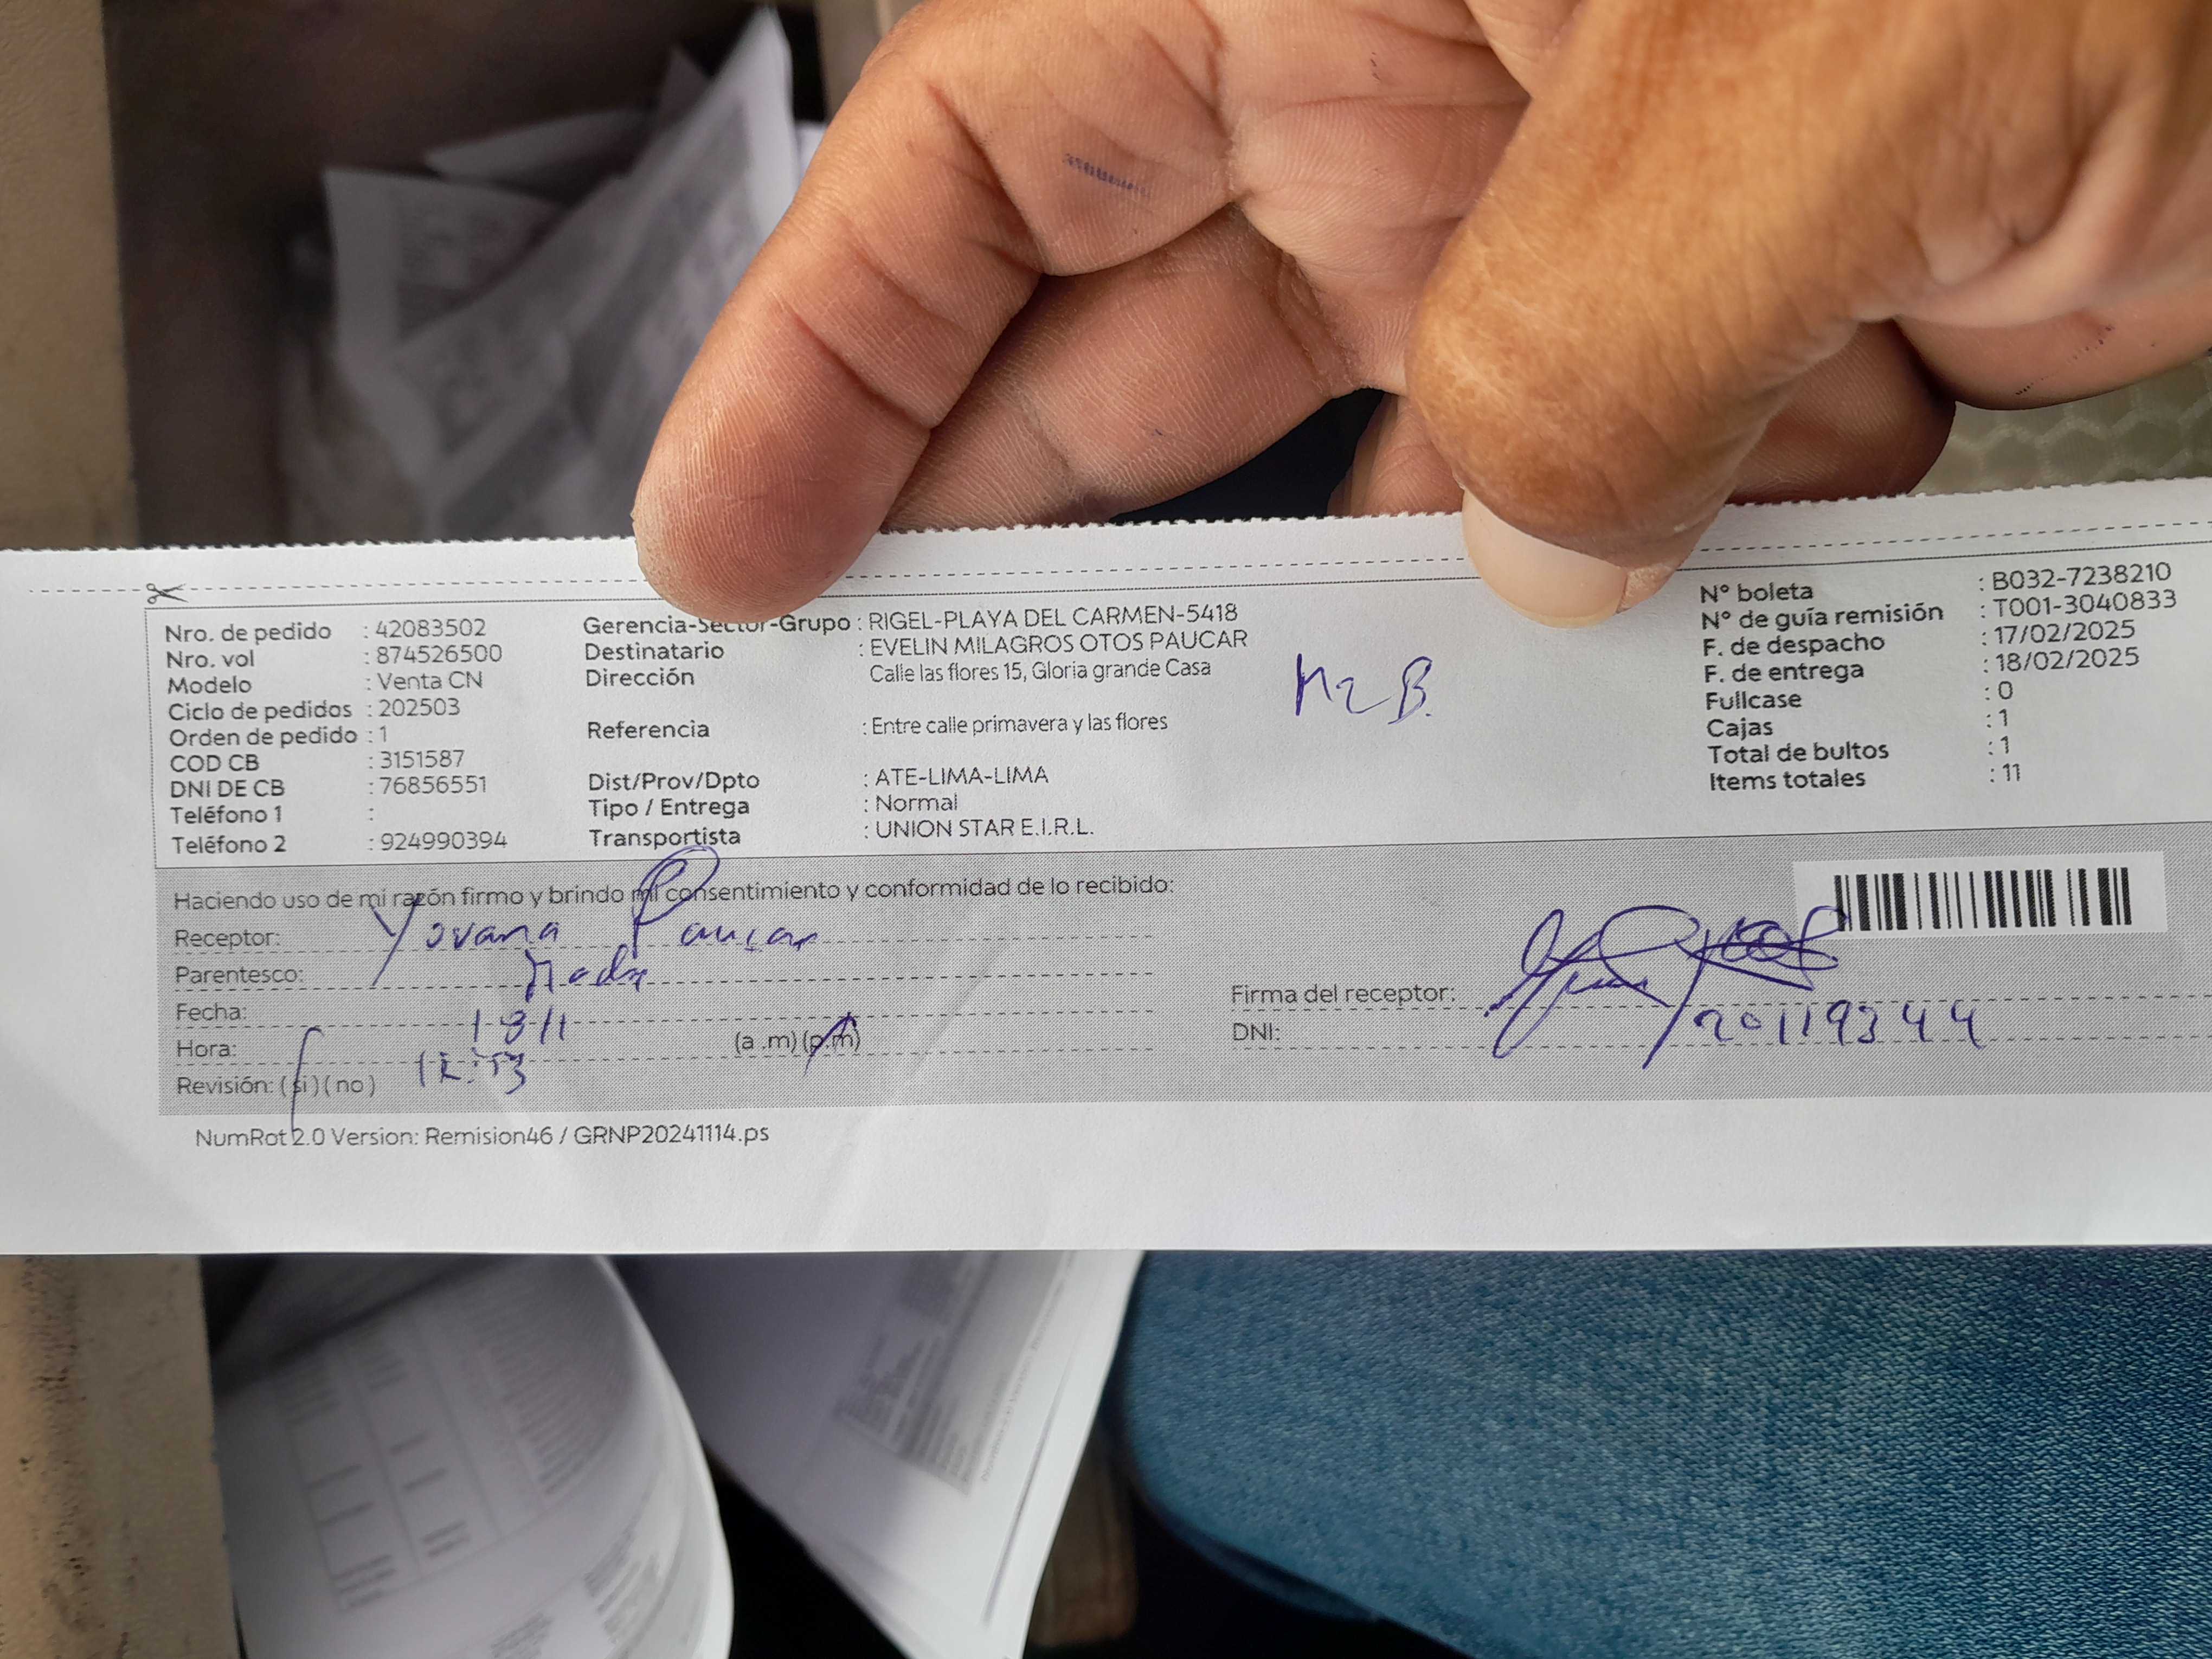 Nro. de pedido : 42083502
Nro. vol : 874526500
Modelo : Venta CN
Ciclo de pedidos : 202503
Orden de pedido : 1
COD CB : 3151587
DNI DE CB : 76856551
Teléfono 1 :
Teléfono 2 : 924990394
Gerencia-Sector-Grupo : RIGEL-PLAYA DEL CARMEN-5418
Destinatario : EVELIN MILAGROS OTOS PAUCAR
Dirección Calle las flores 15, Gloria grande Casa
Referencia : Entre calle primavera y las flores
Dist/Prov/Dpto : ATE-LIMA-LIMA
Tipo / Entrega : Normal
Transportista : UNION STAR E.I.R.L.
Mz B.
N° boleta : B032-7238210
N° de guía remisión : T001-3040833
F. de despacho : 17/02/2025
F. de entrega : 18/02/2025
Fullcase : 0
Cajas : 1
Total de bultos : 1
Items totales : 11
Haciendo uso de mi razón firmo y brindo mi consentimiento y conformidad de lo recibido:
Receptor: Yovana Paucar
Parentesco: Madre
Fecha:
Hora: (a .m) (p.m)
Revisión: ( si ) ( no )
Firma del receptor:
DNI: 20119344
NumRot 2.0 Version: Remision46 / GRNP20241114.ps